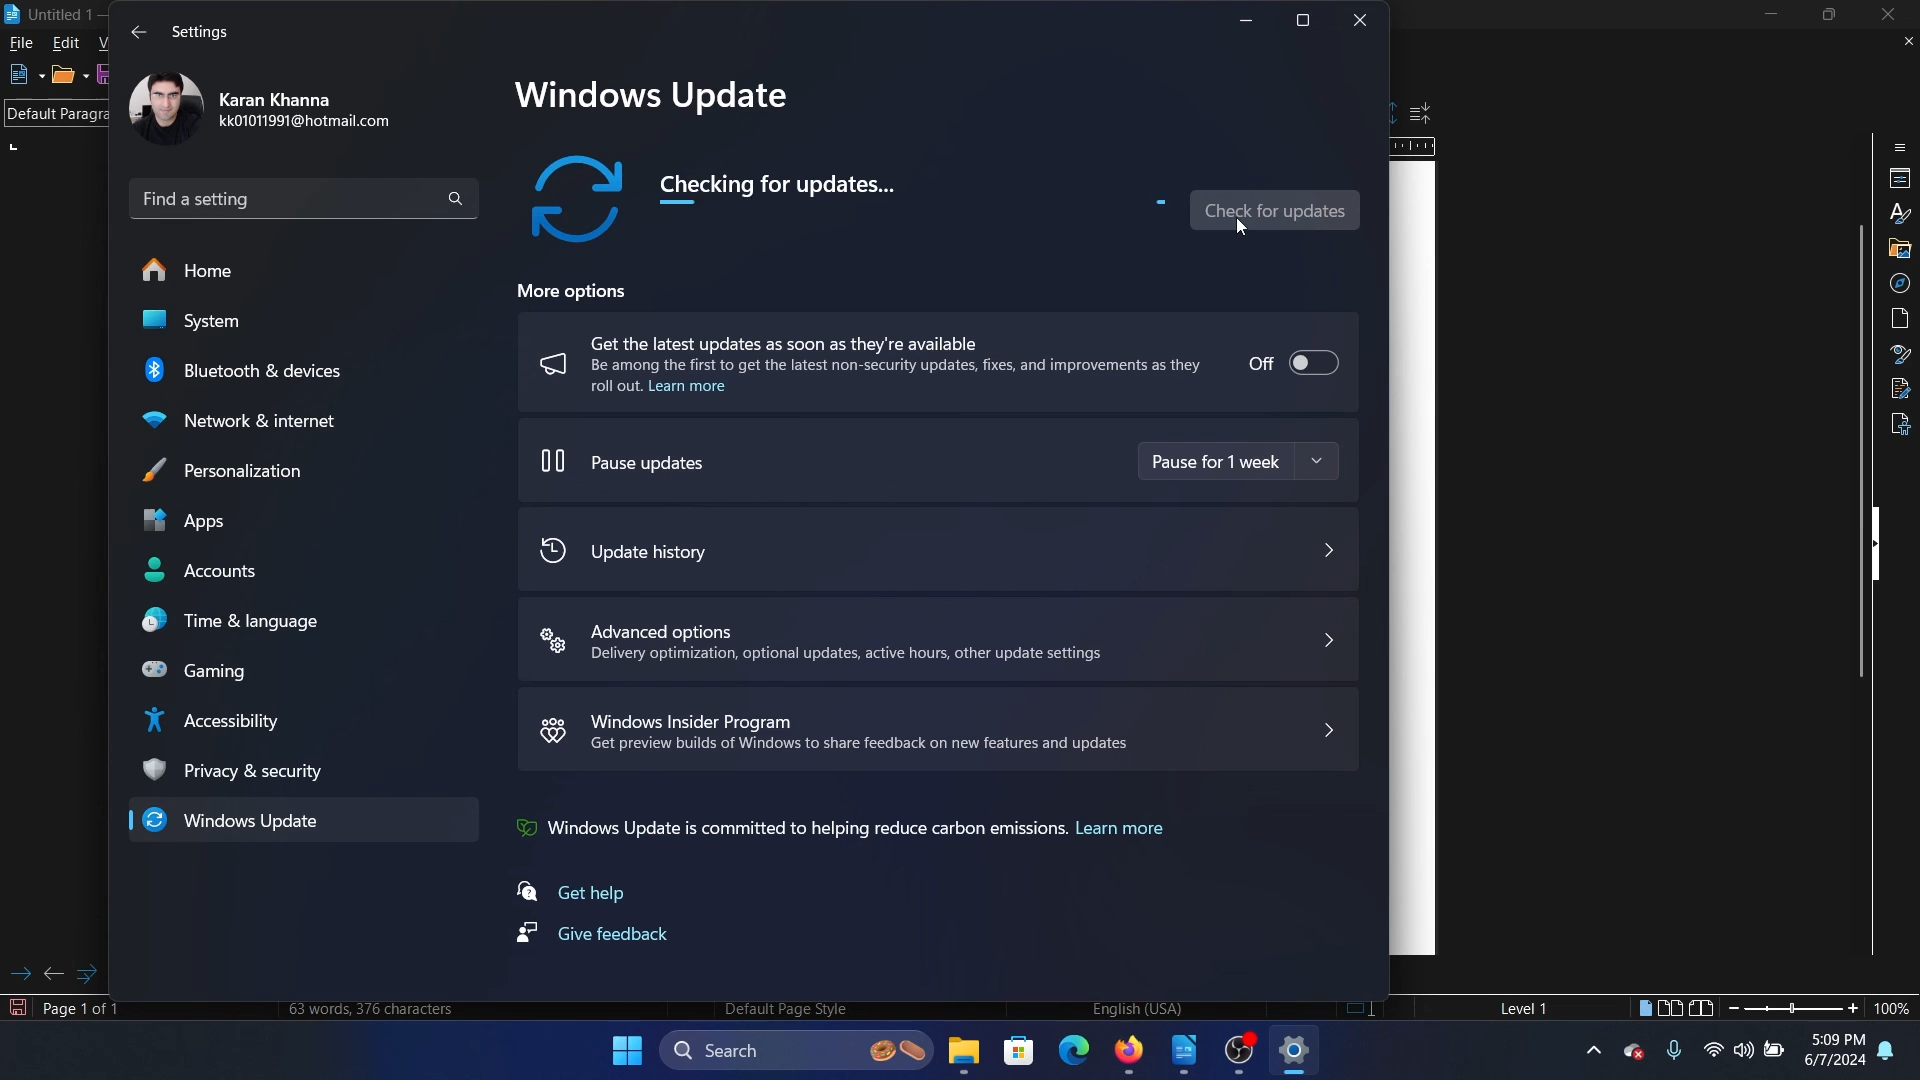 Untitled 1 —
File Edit V
Default Paragra
Settings
Karan Khanna
kk01011991@hotmail.com
Find a setting
Home
System
Bluetooth & devices
Network & internet
Personalization
Apps
Accounts
Time & language
Gaming
Accessibility
Privacy & security
Windows Update
Windows Update
Checking for updates...
Check for updates
More options
Get the latest updates as soon as they're available
Be among the first to get the latest non-security updates, fixes, and improvements as they
roll out. Learn more
Off
Pause updates
Pause for 1 week
Update history
Advanced options
Delivery optimization, optional updates, active hours, other update settings
Windows Insider Program
Get preview builds of Windows to share feedback on new features and updates
Windows Update is committed to helping reduce carbon emissions. Learn more
Get help
Give feedback
Page 1 of 1 63 words, 376 characters Default Page Style English (USA) Level 1 100%
Search
5:09 PM
6/7/2024